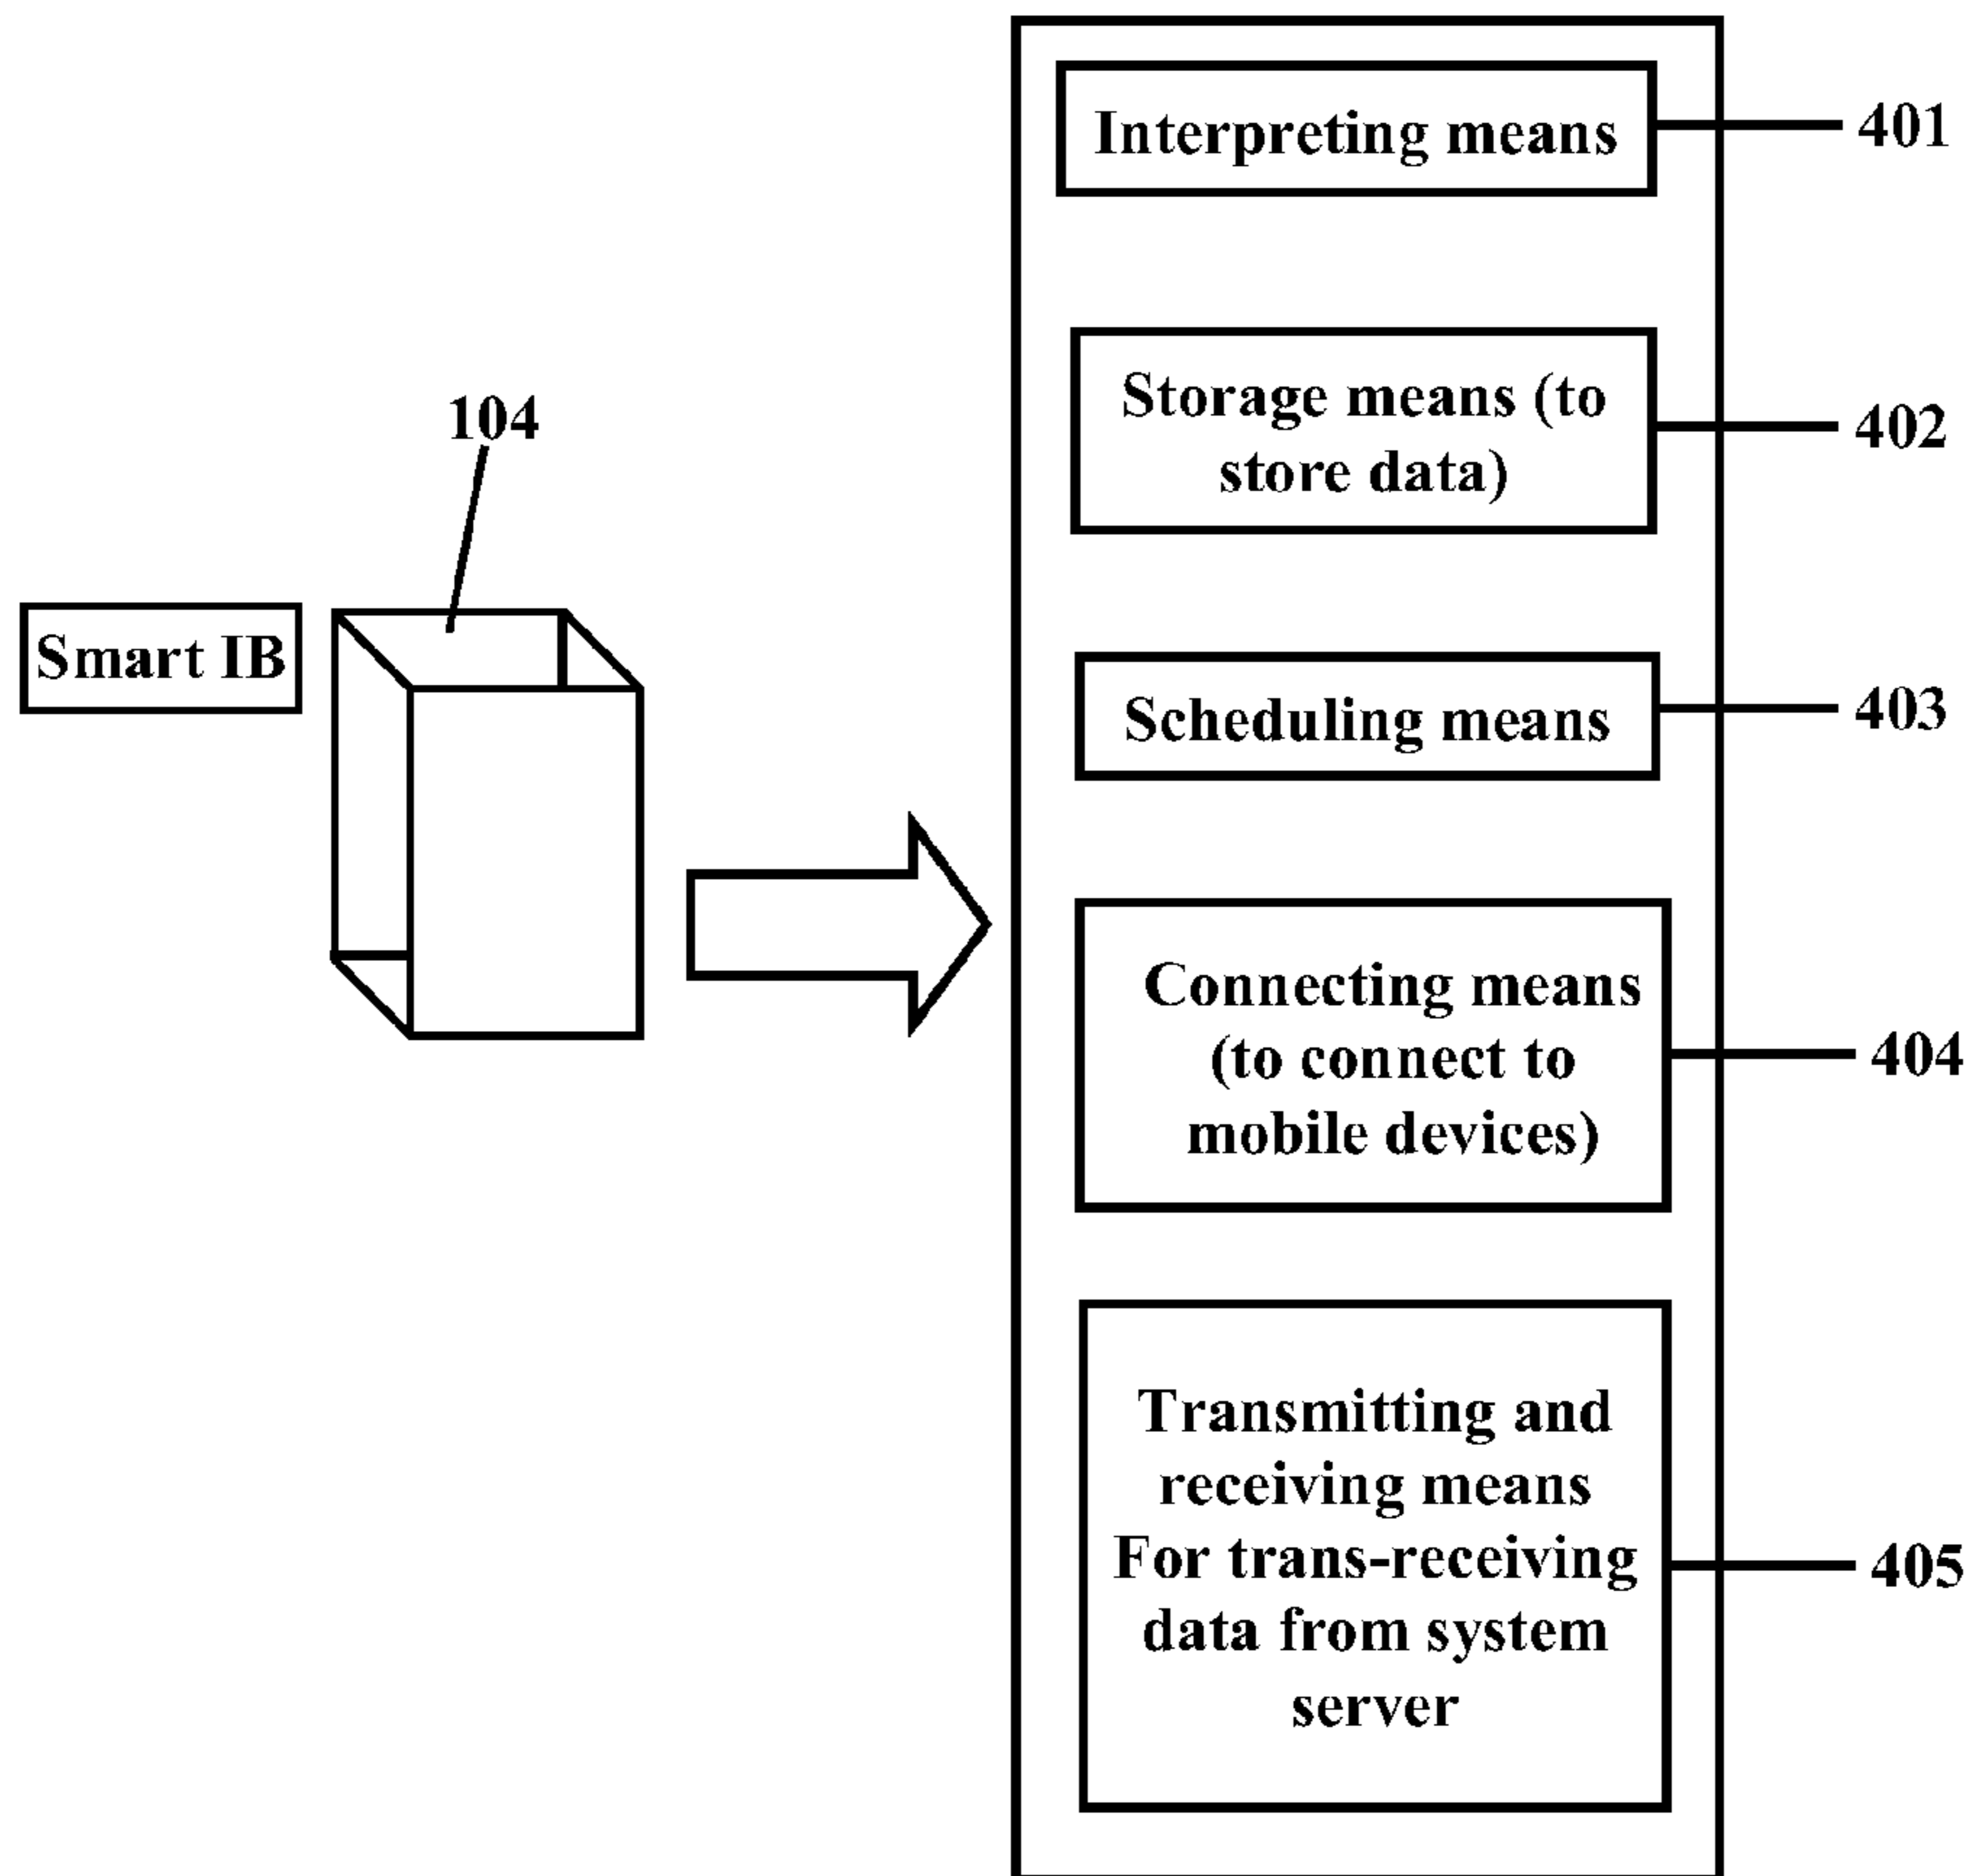 Interpreting means
401
Storage means (to
store data)
402
104
Smart IB
Scheduling means
403
Connecting means
(to connect to
mobile devices)
404
Transmitting and
receiving means
For trans-receiving
data from system
server
405